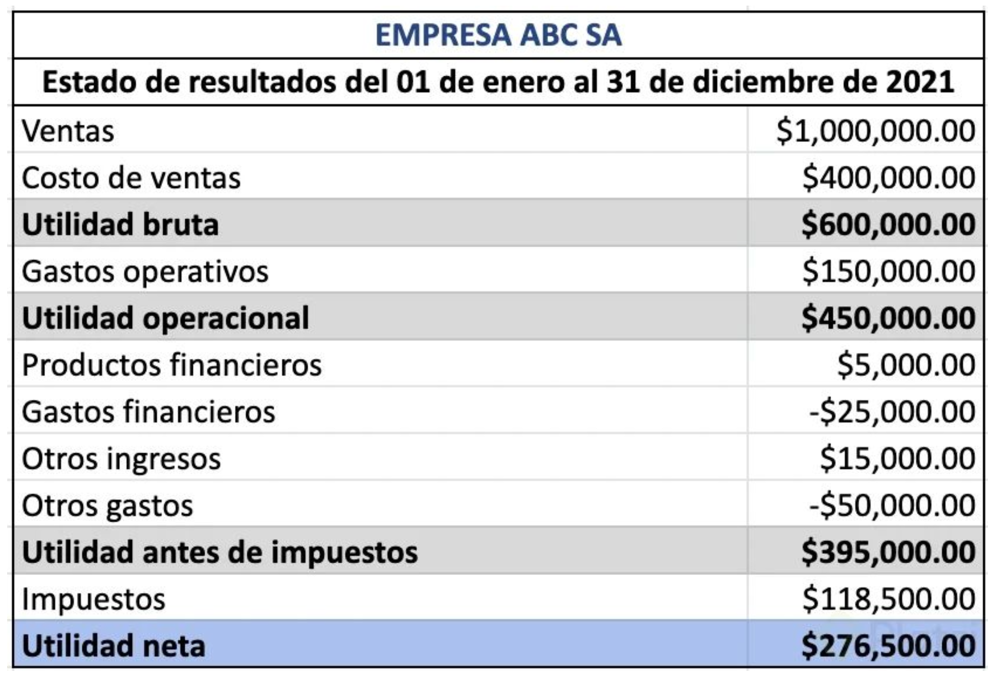 EMPRESA ABC SA
Estado de resultados del 01 de enero al 31 de diciembre de 2021
Ventas $1,000,000.00
Costo de ventas $400,000.00
Utilidad bruta $600,000.00
Gastos operativos $150,000.00
Utilidad operacional $450,000.00
Productos financieros $5,000.00
Gastos financieros -$25,000.00
Otros ingresos $15,000.00
Otros gastos -$50,000.00
Utilidad antes de impuestos $395,000.00
Impuestos $118,500.00
Utilidad neta $276,500.00